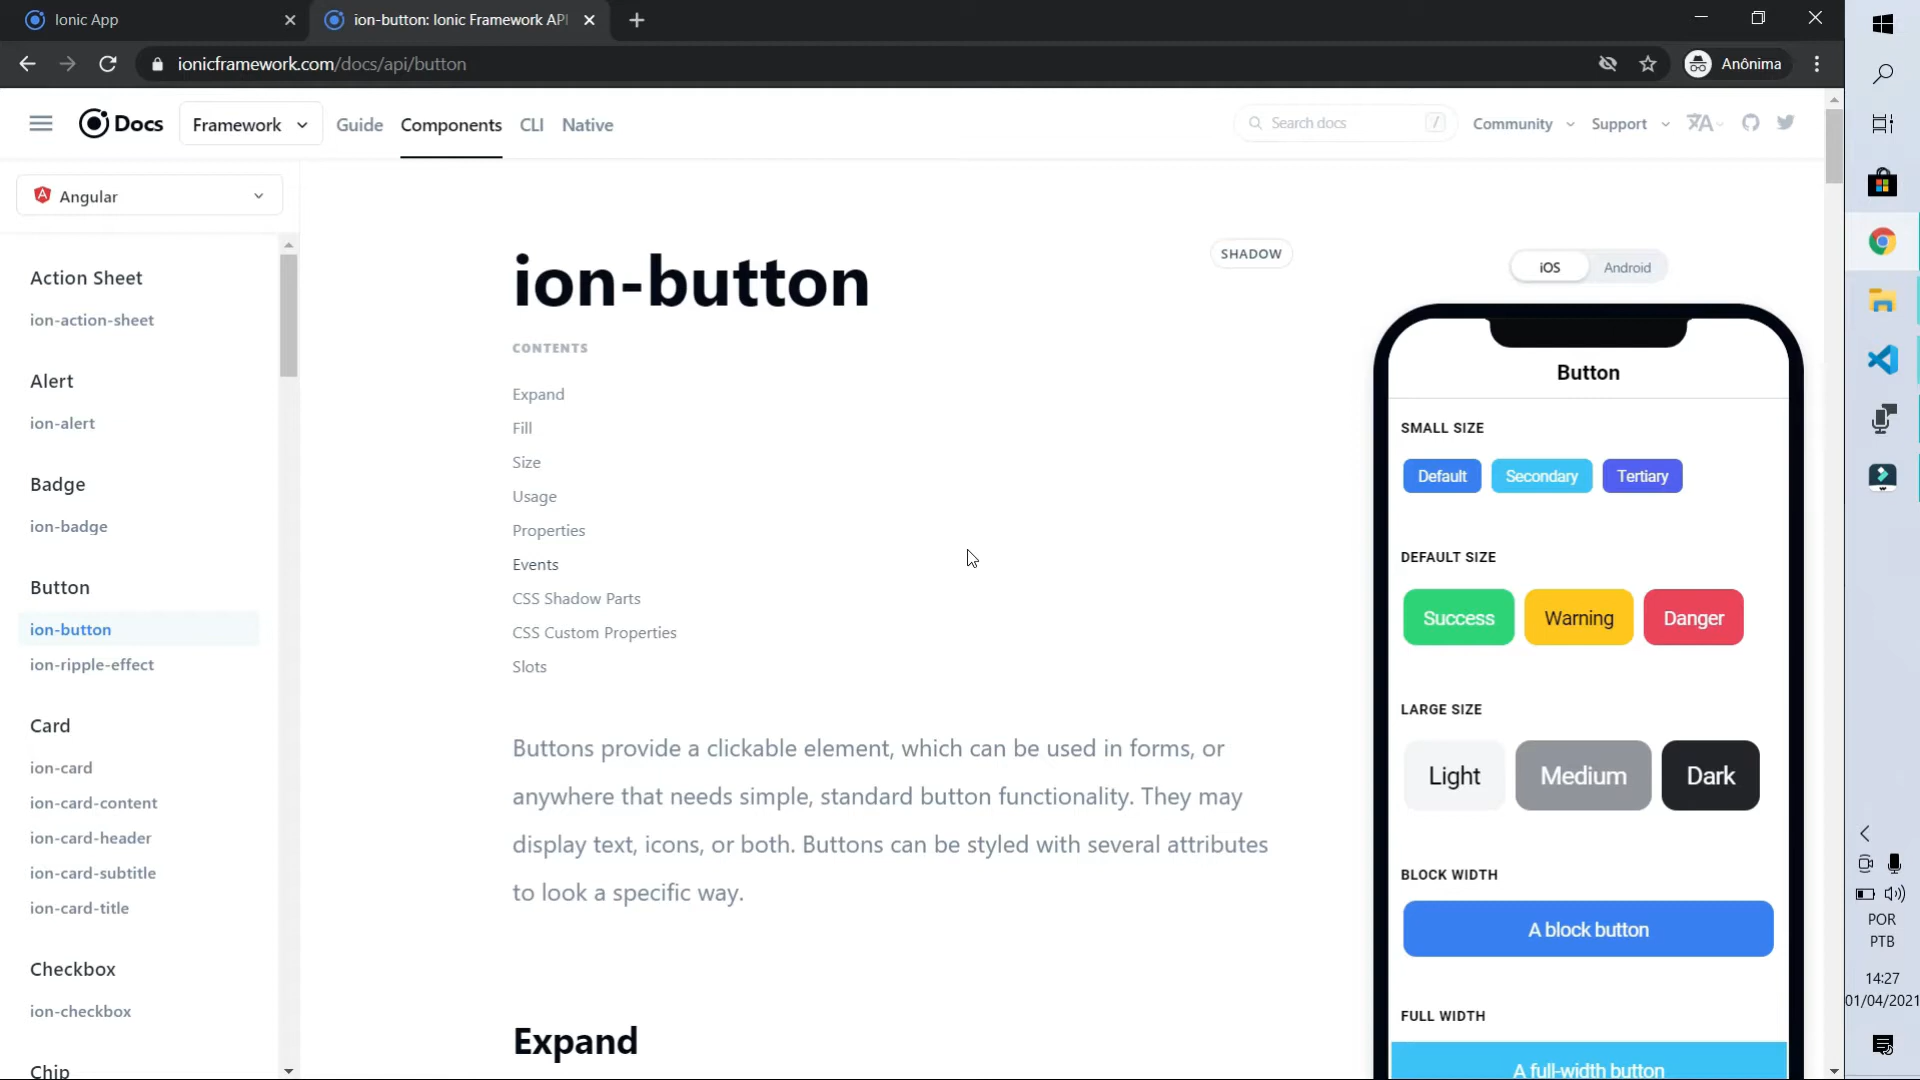 Ionic App
ion-button: Ionic Framework API
ionicframework.com/docs/api/button
Anônima
Docs
Framework
Guide
Components
CLI
Native
Search docs
/
Community
Support
Angular
Action Sheet
ion-action-sheet
Alert
ion-alert
Badge
ion-badge
Button
ion-button
ion-ripple-effect
Card
ion-card
ion-card-content
ion-card-header
ion-card-subtitle
ion-card-title
Checkbox
ion-checkbox
Chip
ion-button
SHADOW
CONTENTS
Expand
Fill
Size
Usage
Properties
Events
CSS Shadow Parts
CSS Custom Properties
Slots
Buttons provide a clickable element, which can be used in forms, or
anywhere that needs simple, standard button functionality. They may
display text, icons, or both. Buttons can be styled with several attributes
to look a specific way.
Expand
iOS
Android
Button
SMALL SIZE
Default
Secondary
Tertiary
DEFAULT SIZE
Success
Warning
Danger
LARGE SIZE
Light
Medium
Dark
BLOCK WIDTH
A block button
FULL WIDTH
A full-width button
POR
PTB
14:27
01/04/2021